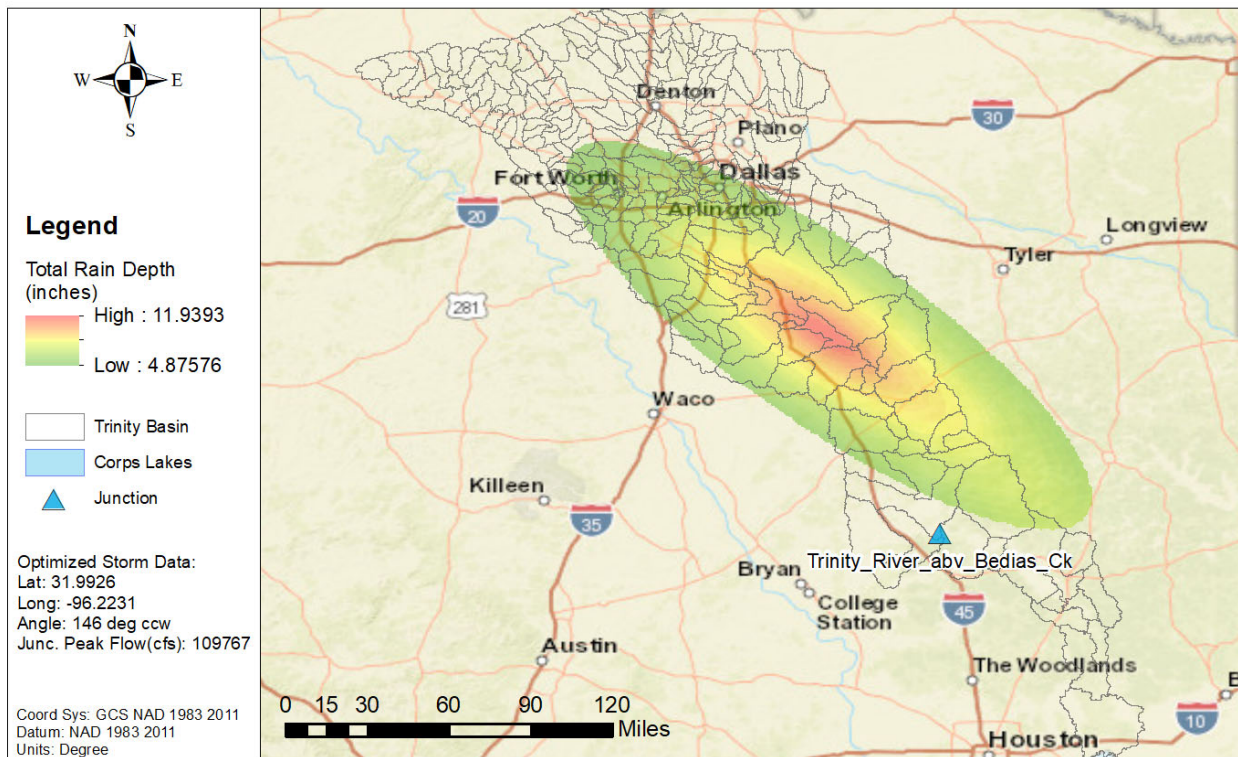 N
W E
S
Legend
Total Rain Depth
(inches)
High : 11.9393
Low : 4.87576
Trinity Basin
Corps Lakes
Junction
Optimized Storm Data:
Lat: 31.9926
Long: -96.2231
Angle: 146 deg ccw
Junc. Peak Flow(cfs): 109767
Coord Sys: GCS NAD 1983 2011
Datum: NAD 1983 2011
Units: Degree
Denton
30
Plano
Fort Worth
Dallas
20
Arlington
Longview
Tyler
281
Waco
Killeen
35
Trinity_River_abv_Bedias_Ck
Bryan
College
Station
45
Austin
The Woodlands
B
10
0 15 30 60 90 120
Miles
Houston